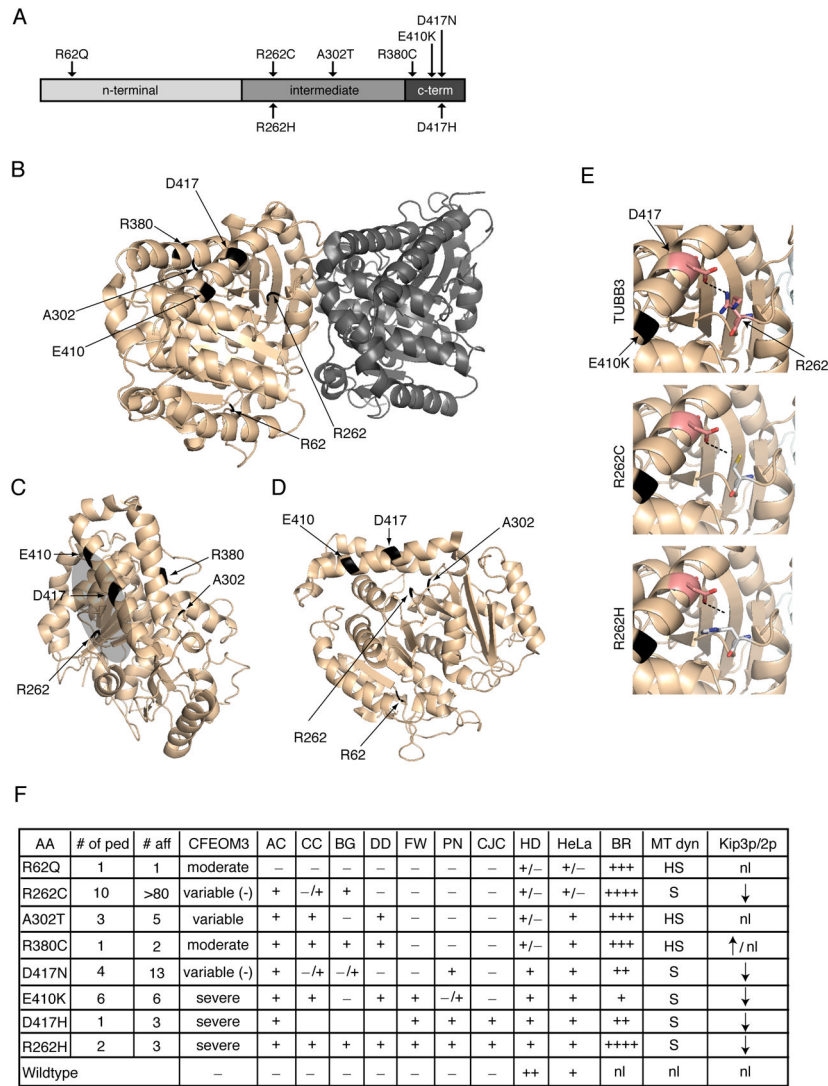 A
D417N
E410K
R62Q R262C A302T R380C
n-terminal intermediate c-term
R262H D417H
B
D417
R380
A302
E410
R62
R262
E
D417
TUBB3
E410K
R262
R262C
R262H
C
E410
D417
R262
R380
A302
D
E410
D417
A302
R262
R62
F
AA # of ped # aff CFEOM3 AC CC BG DD FW PN CJC HD HeLa BR MT dyn Kip3p/2p
R62Q 1 1 moderate – – – – – – – +/– +/– +++ HS nl
R262C 10 >80 variable (-) + –/+ + – – – – +/– +/– ++++ S ↓
A302T 3 5 variable + + – + – – – +/– + +++ HS nl
R380C 1 2 moderate + + + + – – – +/– + +++ HS ↑/ nl
D417N 4 13 variable (-) + –/+ –/+ – – + – + + ++ S ↓
E410K 6 6 severe + + – + + –/+ – + + + S ↓
D417H 1 3 severe + + + + + + ++ S ↓
R262H 2 3 severe + + + + + + + + + ++++ S ↓
Wildtype – – – – – – – – ++ + nl nl nl